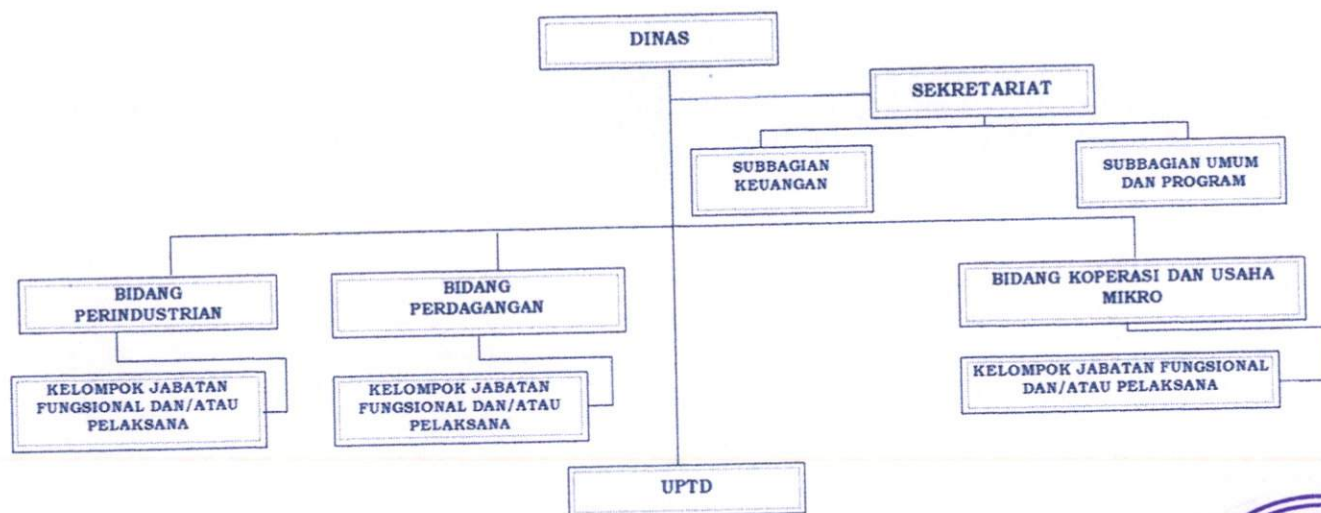 DINAS
SEKRETARIAT
SUBBAGIAN
KEUANGAN
SUBBAGIAN UMUM
DAN PROGRAM
BIDANG
PERINDUSTRIAN
BIDANG
PERDAGANGAN
BIDANG KOPERASI DAN USAHA
MIKRO
KELOMPOK JABATAN
FUNGSIONAL DAN/ATAU
PELAKSANA
KELOMPOK JABATAN
FUNGSIONAL DAN/ATAU
PELAKSANA
KELOMPOK JABATAN FUNGSIONAL
DAN/ATAU PELAKSANA
UPTD